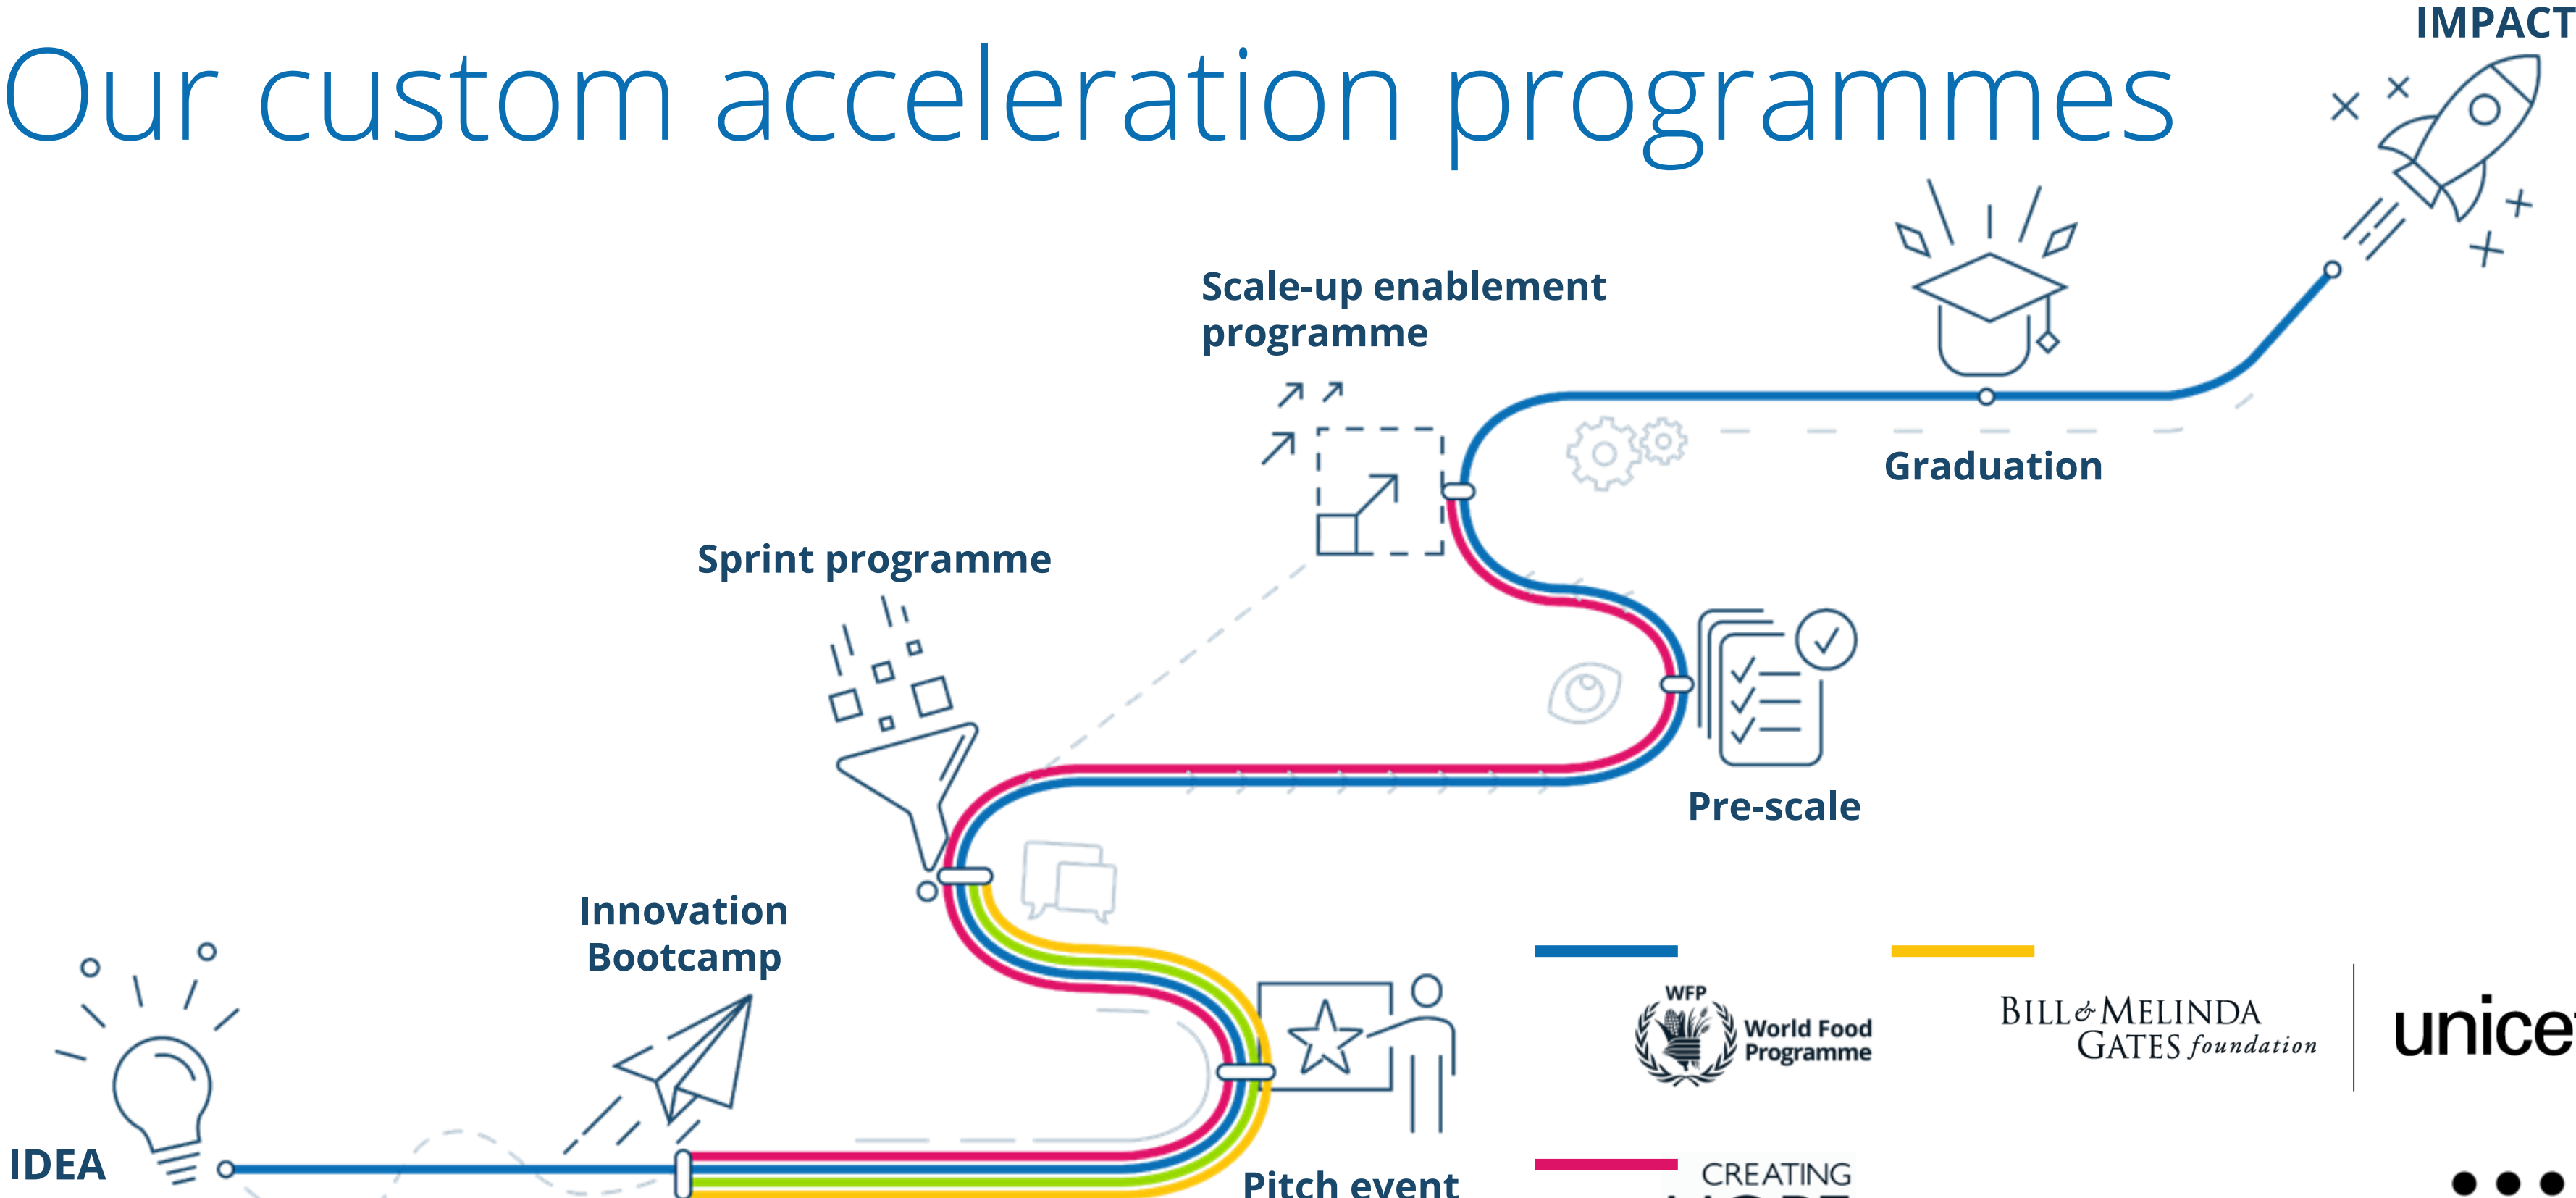 Our custom acceleration programmes
IMPACT
Scale-up enablement
programme
Graduation
Sprint programme
Pre-scale
Innovation
Bootcamp
WFP
World Food
Programme
BILL & MELINDA
GATES foundation
IDEA
Pitch event
CREATING